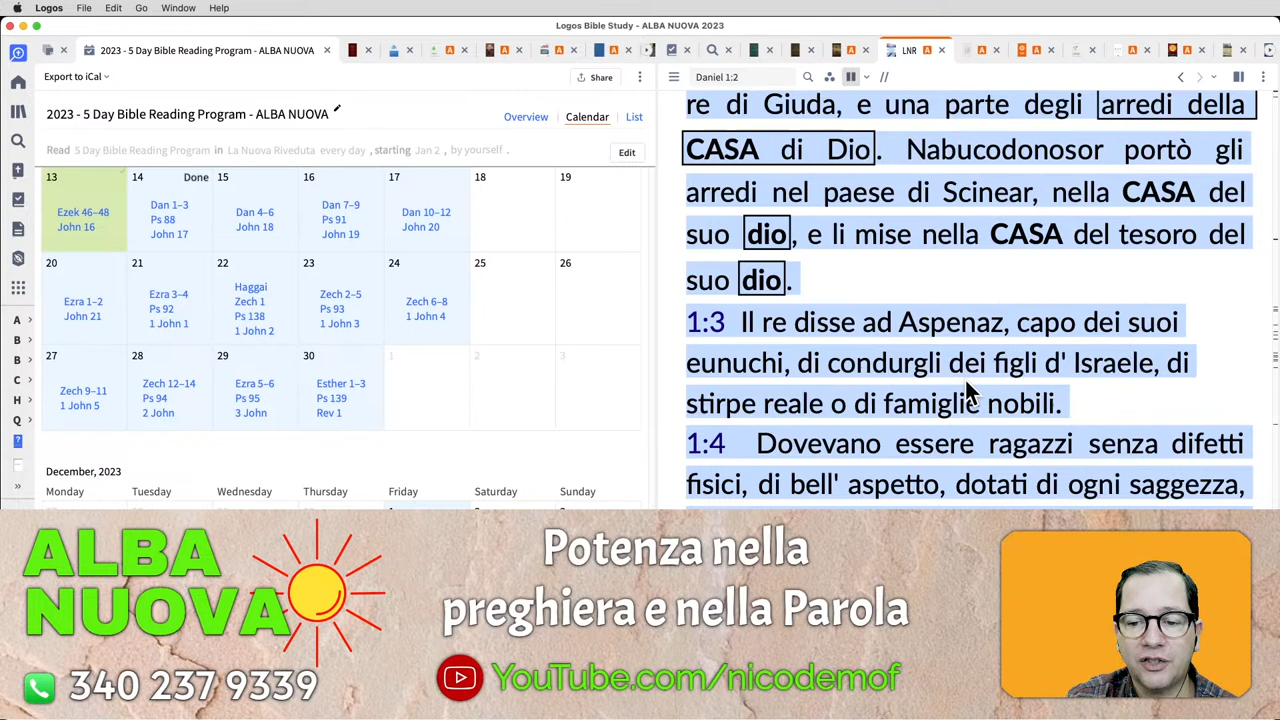 Logos File Edit Go Window Help
Logos Bible Study - ALBA NUOVA 2023
2023 - 5 Day Bible Reading Program - ALBA NUOVA
LNR
Export to iCal
Share
Daniel 1:2
2023 - 5 Day Bible Reading Program - ALBA NUOVA
Overview Calendar List
Read 5 Day Bible Reading Program in La Nuova Riveduta every day , starting Jan 2 , by yourself .
Edit
13 14 Done 15 16 17 18 19
Ezek 46–48
John 16
Dan 1–3
Ps 88
John 17
Dan 4–6
John 18
Dan 7–9
Ps 91
John 19
Dan 10–12
John 20
20 21 22 23 24 25 26
Ezra 1–2
John 21
Ezra 3–4
Ps 92
1 John 1
Haggai
Zech 1
Ps 138
1 John 2
Zech 2–5
Ps 93
1 John 3
Zech 6–8
1 John 4
27 28 29 30 1 2 3
Zech 9–11
1 John 5
Zech 12–14
Ps 94
2 John
Ezra 5–6
Ps 95
3 John
Esther 1–3
Ps 139
Rev 1
December, 2023
Monday Tuesday Wednesday Thursday Friday Saturday Sunday
A
B
B
C
H
Q
re di Giuda, e una parte degli arredi della
CASA di Dio. Nabucodonosor portò gli
arredi nel paese di Scinear, nella CASA del
suo dio, e li mise nella CASA del tesoro del
suo dio.
1:3 Il re disse ad Aspenaz, capo dei suoi
eunuchi, di condurgli dei figli d' Israele, di
stirpe reale o di famiglie nobili.
1:4 Dovevano essere ragazzi senza difetti
fisici, di bell' aspetto, dotati di ogni saggezza,
ALBA
NUOVA
340 237 9339
Potenza nella
preghiera e nella Parola
YouTube.com/nicodemof